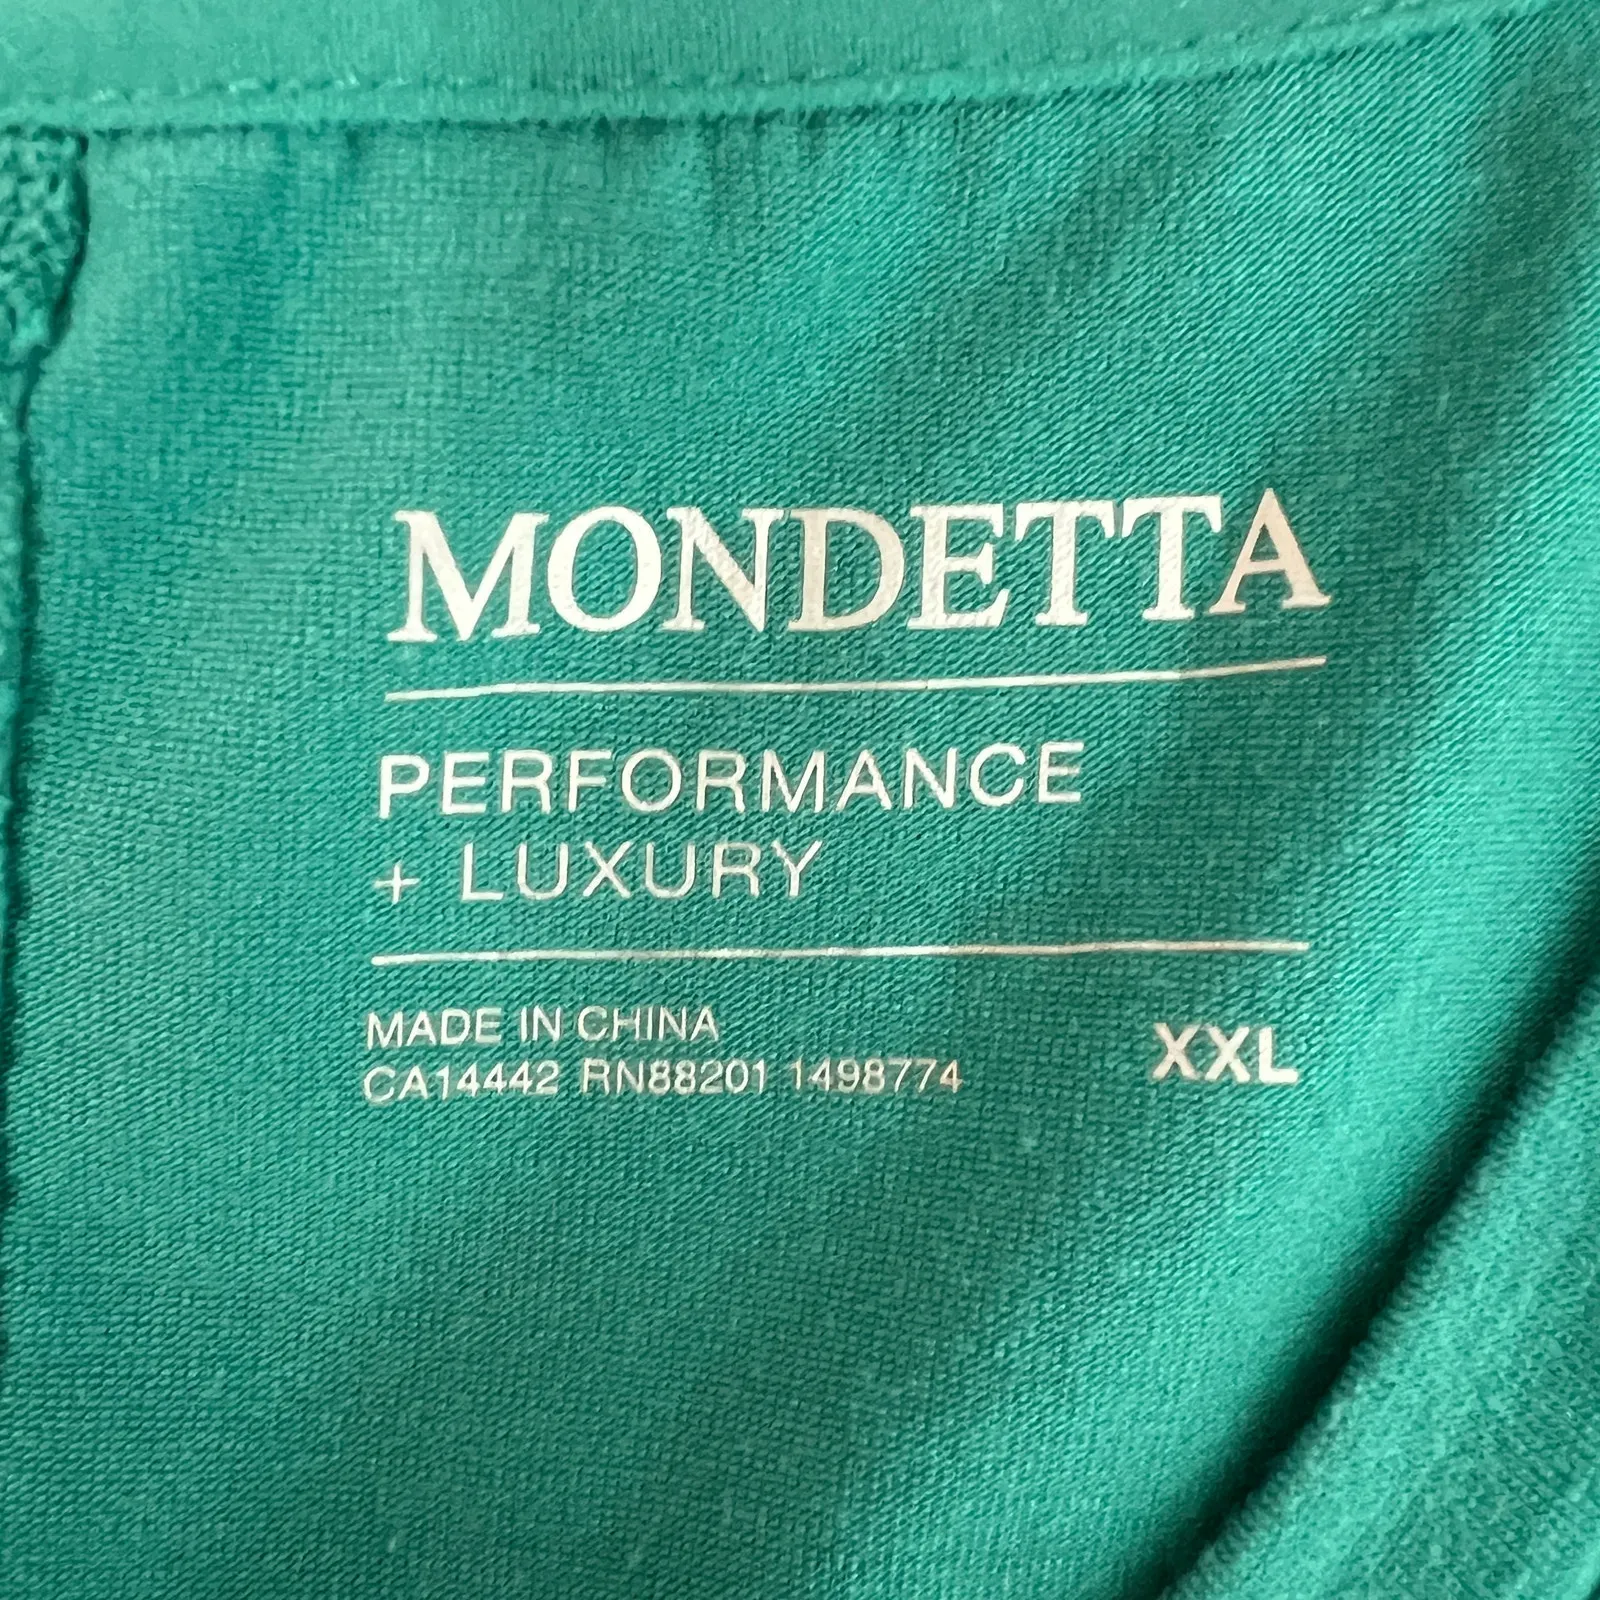 MONDETTA
PERFORMANCE
+ LUXURY
MADE IN CHINA
CA14442 RN88201 1498774
XXL